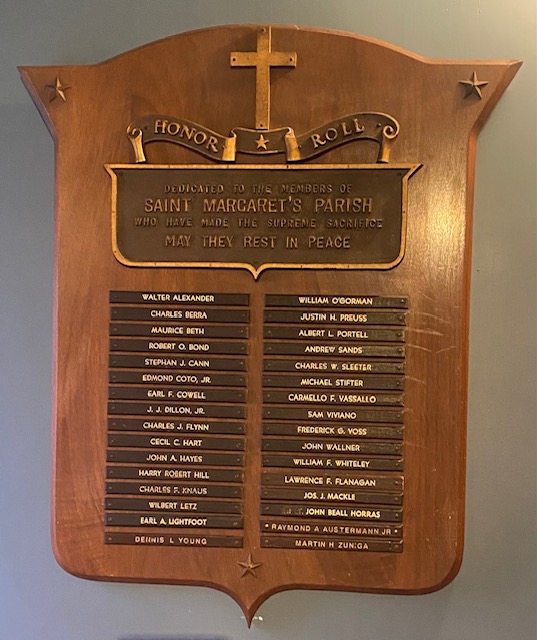 HONOR ROLL
DEDICATED TO THE MEMBERS OF
SAINT MARGARET'S PARISH
WHO HAVE MADE THE SUPREME SACRIFICE
MAY THEY REST IN PEACE
WALTER ALEXANDER
CHARLES BERRA
MAURICE BETH
ROBERT O. BOND
STEPHAN J. CANN
EDMOND COTO, JR.
EARL F. COWELL
J. J. DILLON, JR.
CHARLES J. FLYNN
CECIL C. HART
JOHN A. HAYES
HARRY ROBERT HILL
CHARLES F. KNAUS
WILBERT LETZ
EARL A. LIGHTFOOT
DENNIS L YOUNG
WILLIAM O'GORMAN
JUSTIN H. PREUSS
ALBERT L. PORTELL
ANDREW SANDS
CHARLES W. SLEETER
MICHAEL STIFTER
CARMELLO F. VASSALLO
SAM VIVIANO
FREDERICK G. VOSS
JOHN WALLNER
WILLIAM F. WHITELEY
LAWRENCE F. FLANAGAN
JOS. J. MACKLE
JOHN BEALL HORRAS
RAYMOND A AUSTERMANN JR
MARTIN H ZUNIGA